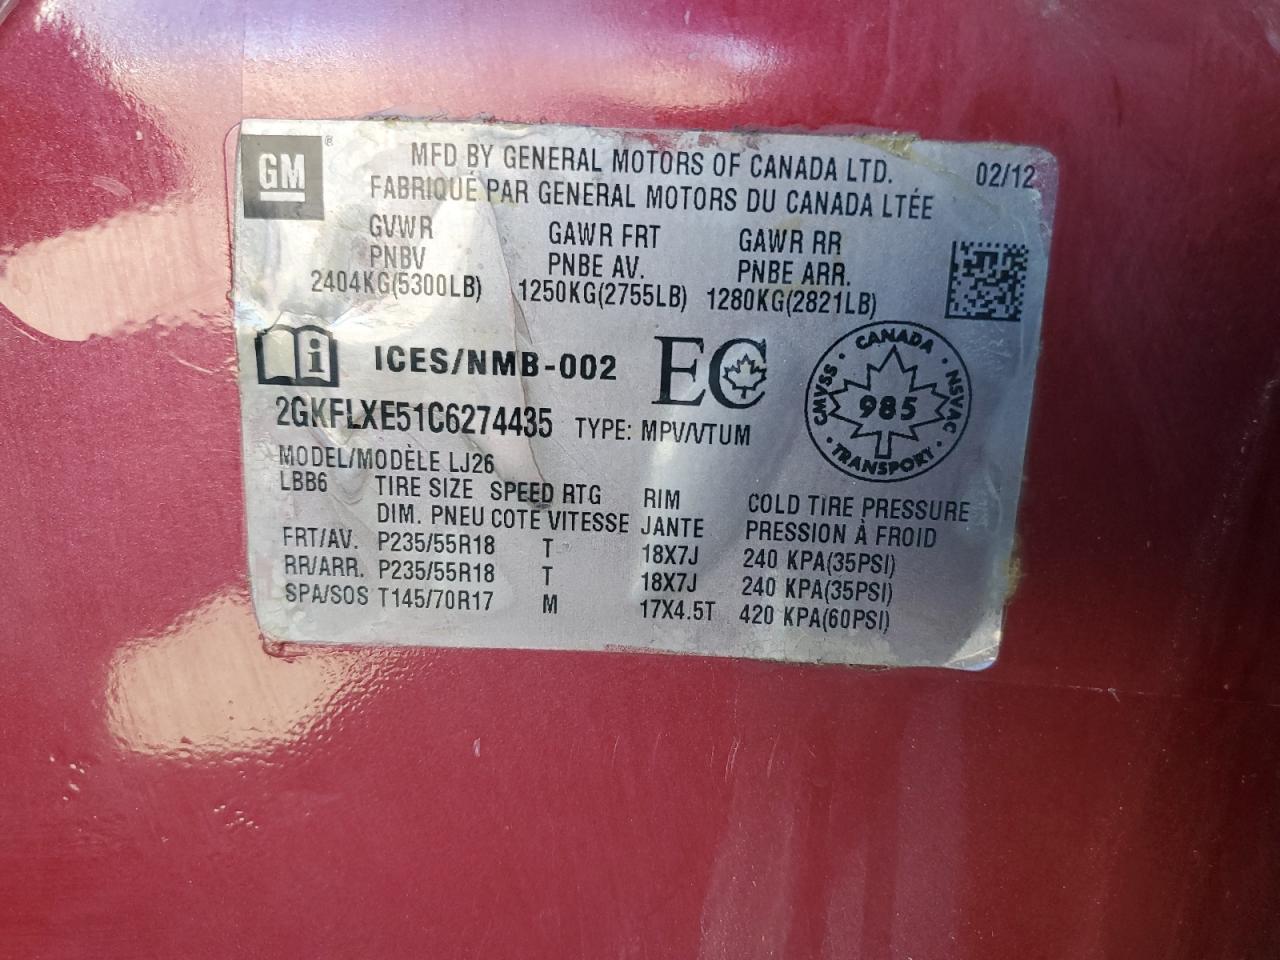 GM ®
MFD BY GENERAL MOTORS OF CANADA LTD. 02/12
FABRIQUÉ PAR GENERAL MOTORS DU CANADA LTÉE
GVWR GAWR FRT GAWR RR
PNBV PNBE AV. PNBE ARR.
2404KG(5300LB) 1250KG(2755LB) 1280KG(2821LB)
i ICES/NMB-002 EC
CANADA
CMVSS · 985 · NSVAC
TRANSPORT
2GKFLXE51C6274435 TYPE: MPV/VTUM
MODEL/MODÈLE LJ26
LBB6 TIRE SIZE SPEED RTG RIM COLD TIRE PRESSURE
DIM. PNEU COTE VITESSE JANTE PRESSION À FROID
FRT/AV. P235/55R18 T 18X7J 240 KPA(35PSI)
RR/ARR. P235/55R18 T 18X7J 240 KPA(35PSI)
SPA/SOS T145/70R17 M 17X4.5T 420 KPA(60PSI)